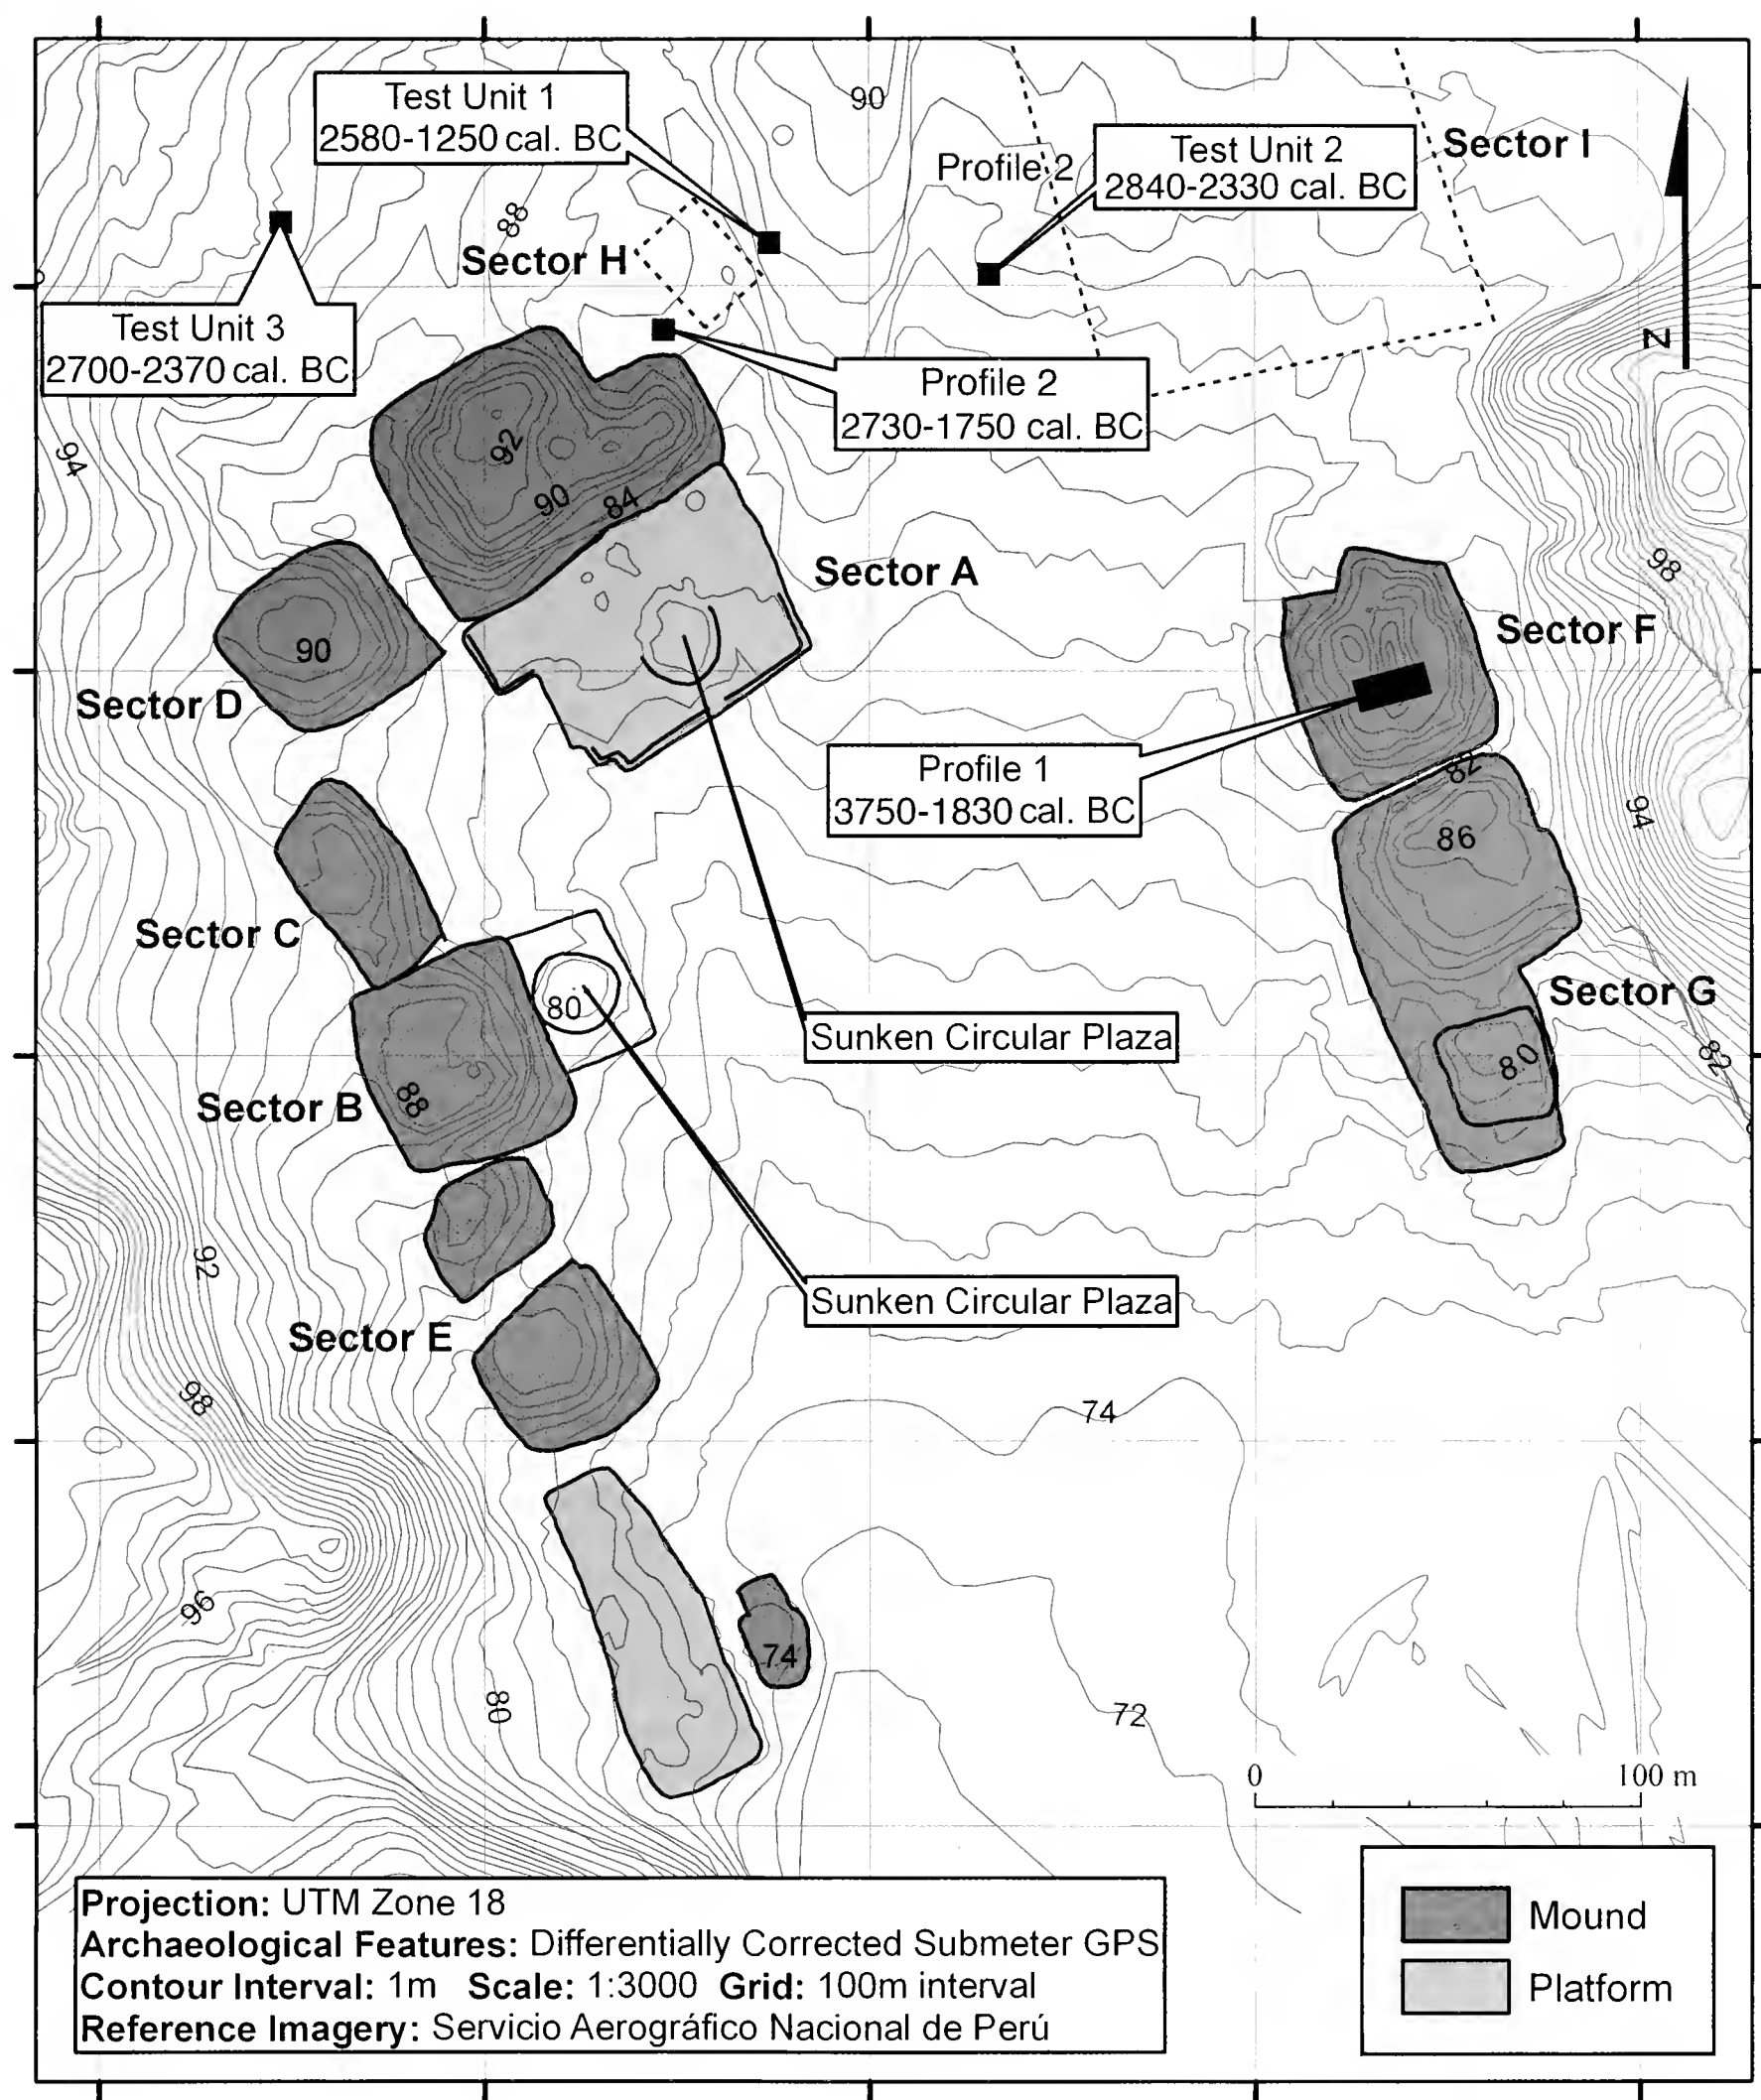 90
Test Unit 1
2580-1250 cal. BC
Profile 2
Test Unit 2
2840-2330 cal. BC
Sector I
88
Sector H
Test Unit 3
2700-2370 cal. BC
N
Profile 2
2730-1750 cal. BC
94
92
90
84
Sector A
98
90
Sector D
Sector F
Profile 1
3750-1830 cal. BC
82
86
94
Sector C
80
Sector G
Sunken Circular Plaza
80
82
88
Sector B
92
Sunken Circular Plaza
Sector E
98
74
96
74
80
72
0
100 m
Projection: UTM Zone 18
Archaeological Features: Differentially Corrected Submeter GPS
Contour Interval: 1m Scale: 1:3000 Grid: 100m interval
Reference Imagery: Servicio Aerográfico Nacional de Perú
Mound
Platform